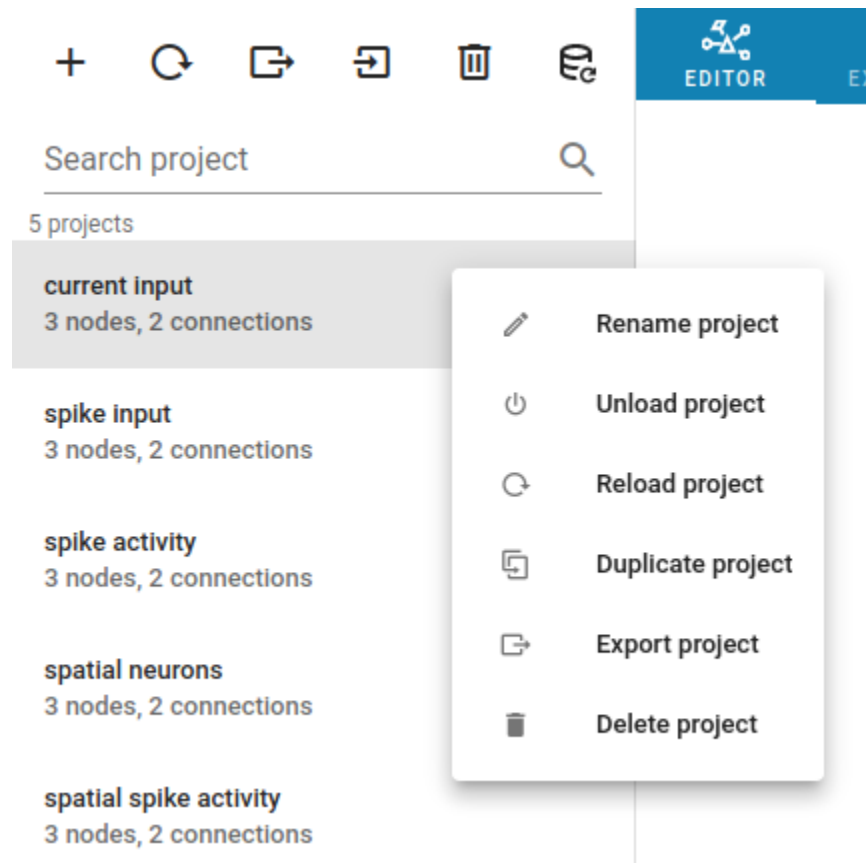 EDITOR
Search project
5 projects
current input
3 nodes, 2 connections
spike input
3 nodes, 2 connections
spike activity
3 nodes, 2 connections
spatial neurons
3 nodes, 2 connections
spatial spike activity
3 nodes, 2 connections
Rename project
Unload project
Reload project
Duplicate project
Export project
Delete project